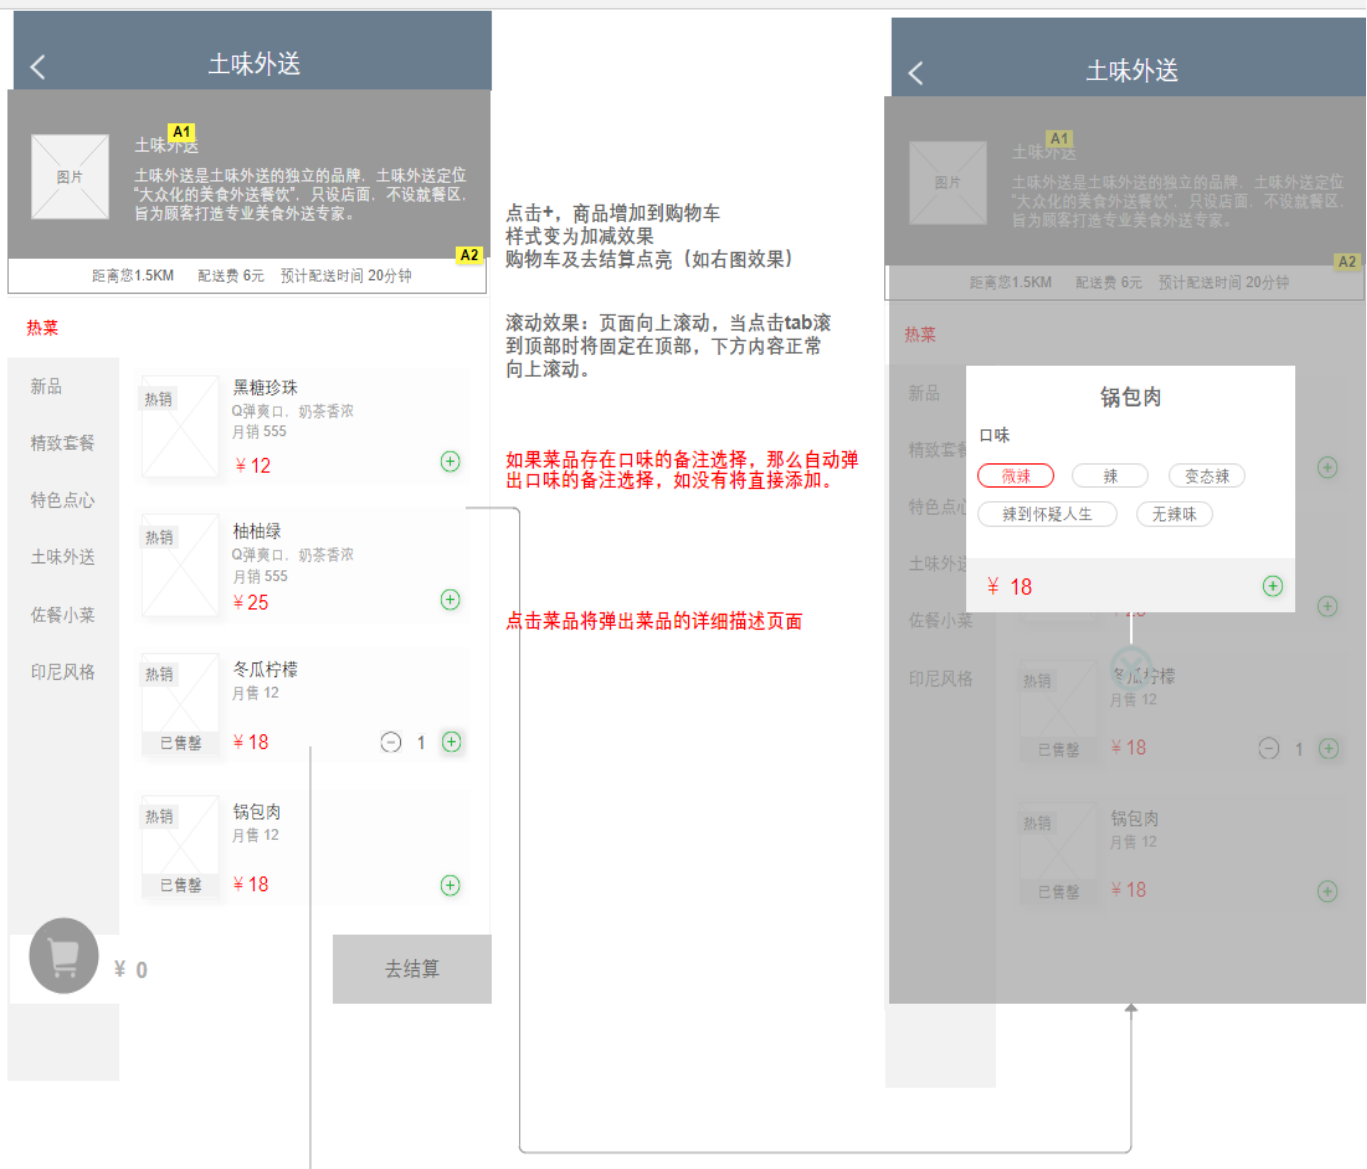 土味外送
A1
土味外送
图片
土味外送是土味外送的独立的品牌，土味外送定位
“大众化的美食外送餐饮”，只设店面，不设就餐区，
旨为顾客打造专业美食外送专家。
A2
距离您1.5KM 配送费 6元 预计配送时间 20分钟
热菜
新品
精致套餐
特色点心
土味外送
佐餐小菜
印尼风格
热销
黑糖珍珠
Q弹爽口，奶茶香浓
月销 555
¥ 12
热销
柚柚绿
Q弹爽口，奶茶香浓
月销 555
¥ 25
热销
冬瓜柠檬
月售 12
已售罄
¥ 18
1
热销
锅包肉
月售 12
已售罄
¥ 18
¥ 0
去结算
点击+，商品增加到购物车
样式变为加减效果
购物车及去结算点亮（如右图效果）
滚动效果：页面向上滚动，当点击tab滚
到顶部时将固定在顶部，下方内容正常
向上滚动。
如果菜品存在口味的备注选择，那么自动弹
出口味的备注选择，如没有将直接添加。
点击菜品将弹出菜品的详细描述页面
土味外送
A1
土味外送
图片
土味外送是土味外送的独立的品牌，土味外送定位
“大众化的美食外送餐饮”，只设店面，不设就餐区，
旨为顾客打造专业美食外送专家。
A2
距离您1.5KM 配送费 6元 预计配送时间 20分钟
热菜
新品
精致套
特色点
土味外
佐餐小菜
印尼风格
锅包肉
口味
微辣 辣 变态辣
辣到怀疑人生 无辣味
¥ 18
热销
冬瓜柠檬
月售 12
已售罄
¥ 18
1
热销
锅包肉
月售 12
已售罄
¥ 18